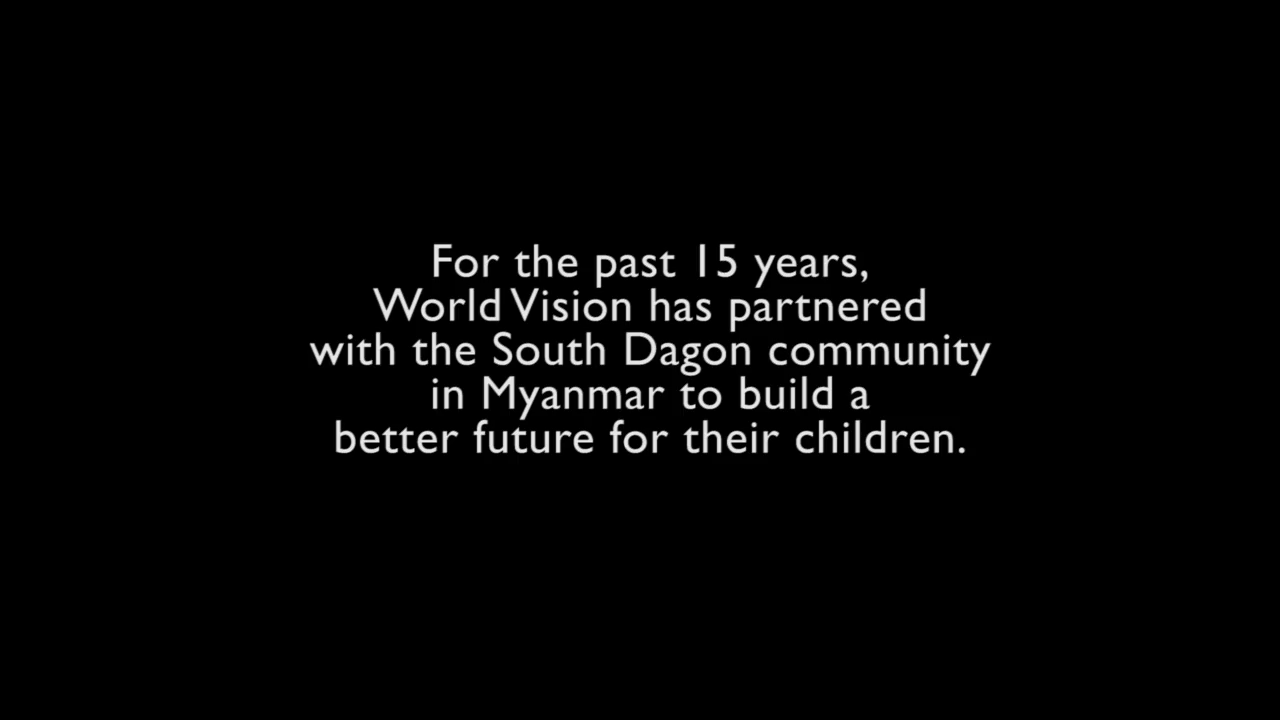 For the past 15 years,
World Vision has partnered
with the South Dagon community
in Myanmar to build a
better future for their children.